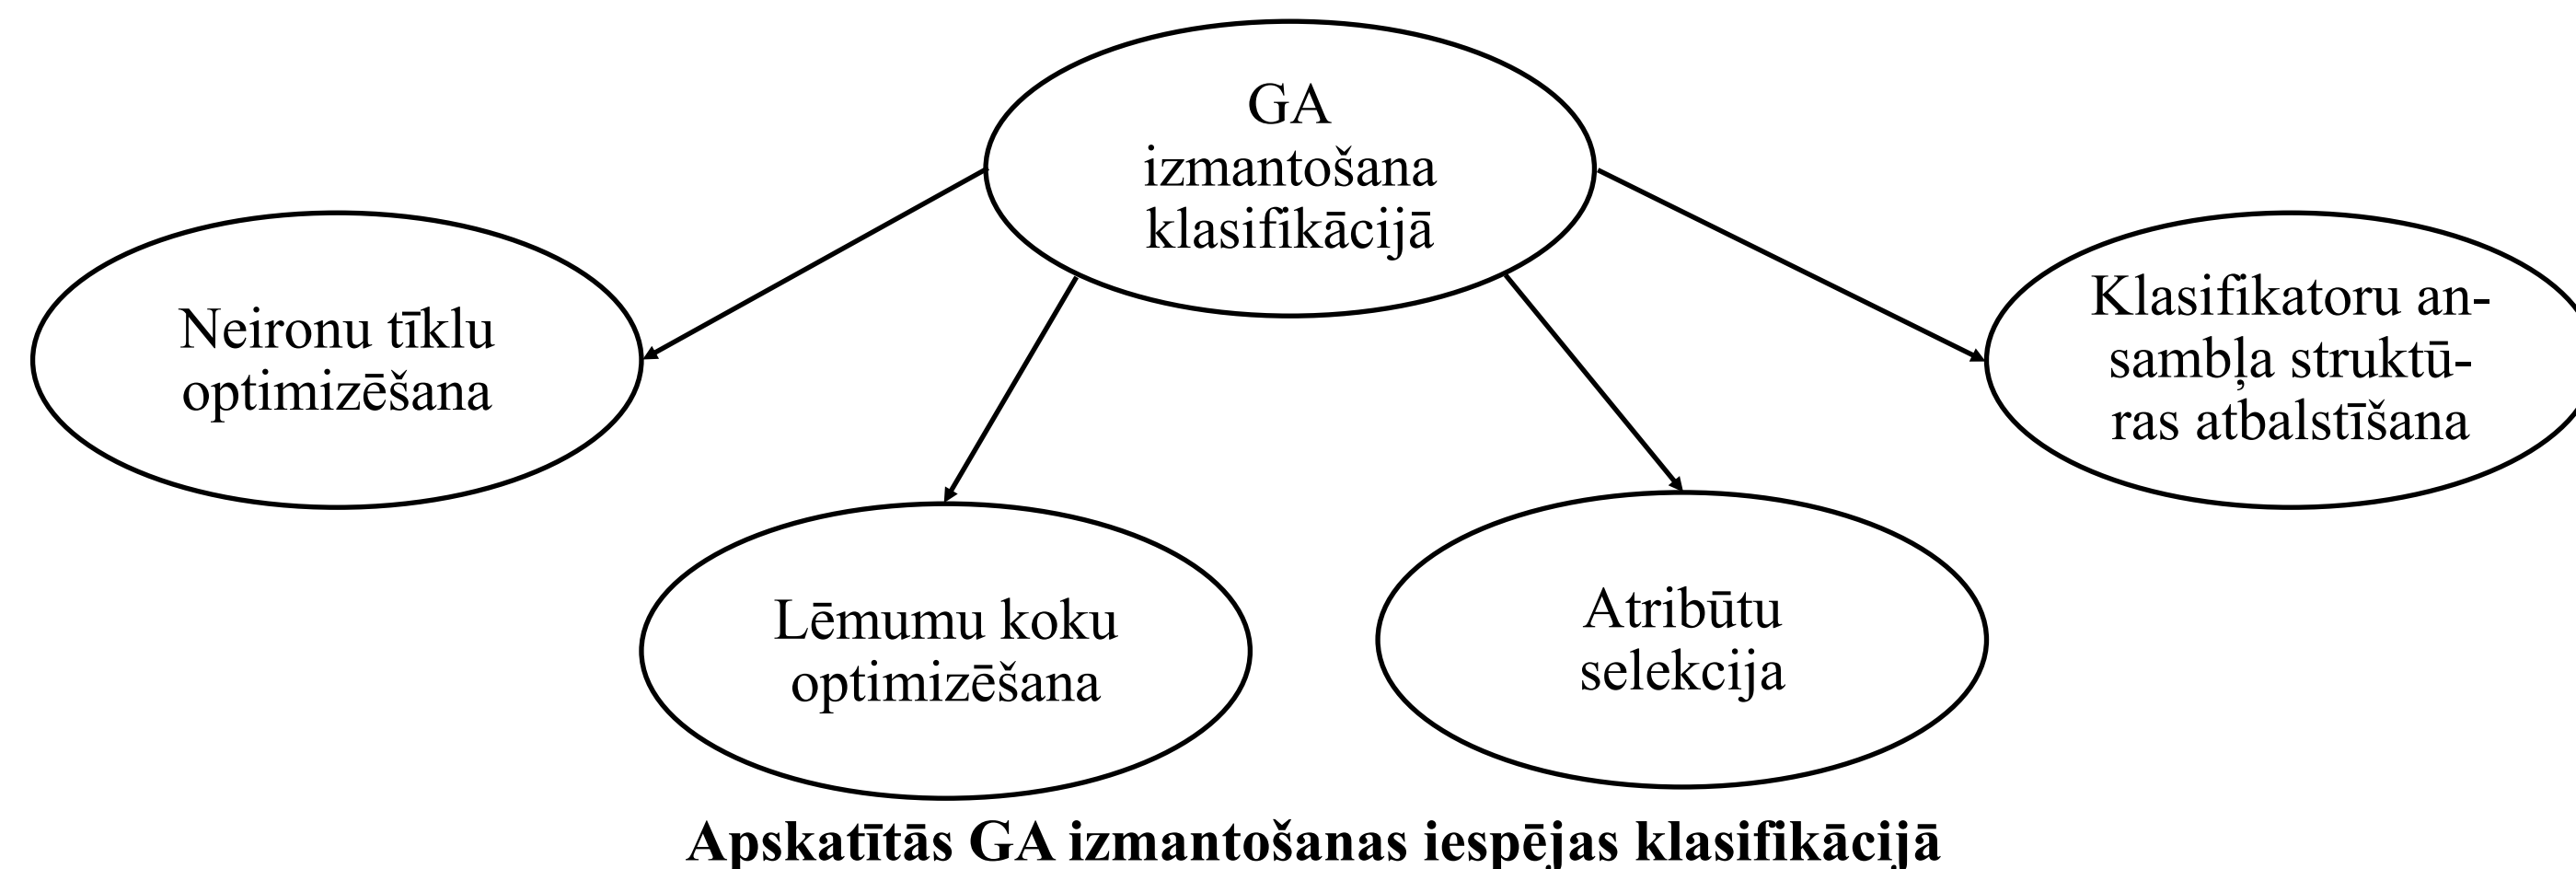 GA
izmantošana
klasifikācijā
Neironu tīklu
optimizēšana
Klasifikatoru an-
sambļa struktū-
ras atbalstīšana
Lēmumu koku
optimizēšana
Atribūtu
selekcija
Apskatītās GA izmantošanas iespējas klasifikācijā